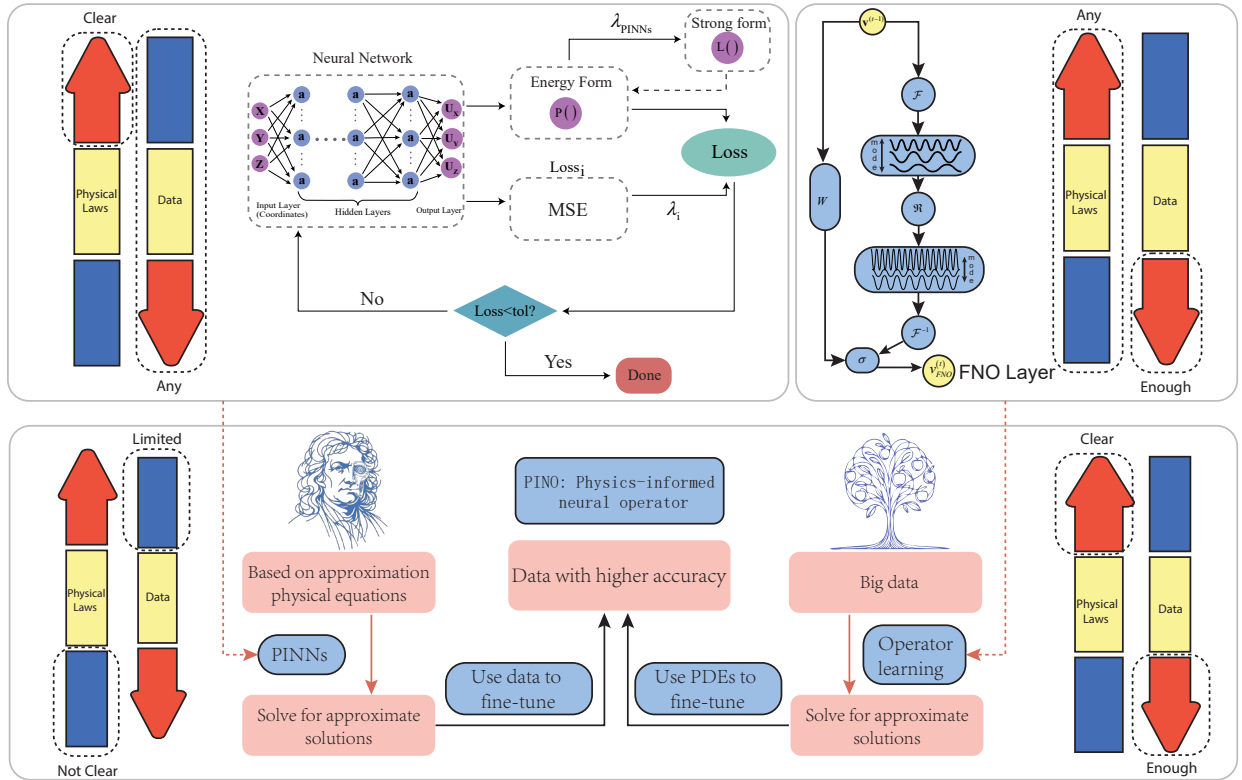 Clear
Physical
Laws
Data
Any
Neural Network
X
Y
Z
a
a
a
a
a
a
a
a
a
U_X
U_Y
U_Z
Input Layer
(Coordinates)
Hidden Layers
Output Layer
λ_PINNs
Strong form
L()
Energy Form
P()
Loss_i
MSE
λ_i
Loss
Loss<tol?
No
Yes
Done
v^(t-1)
ℱ
mode
W
ℜ
mode
ℱ^-1
σ
v_FNO^(t)
FNO Layer
Any
Physical
Laws
Data
Enough
Limited
Physical
Laws
Data
Not Clear
PINO: Physics-informed
neural operator
Based on approximation
physical equations
Data with higher accuracy
Big data
PINNs
Operator
learning
Use data to
fine-tune
Use PDEs to
fine-tune
Solve for approximate
solutions
Solve for approximate
solutions
Clear
Physical
Laws
Data
Enough